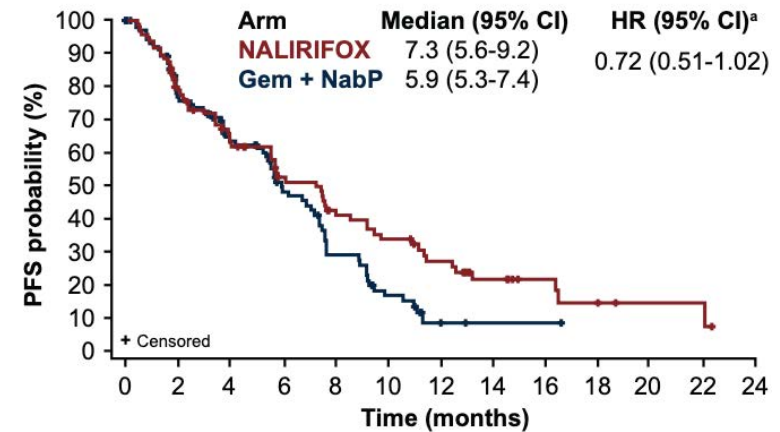 Arm Median (95% CI) HR (95% CI)ᵃ
NALIRIFOX 7.3 (5.6-9.2)
0.72 (0.51-1.02)
Gem + NabP 5.9 (5.3-7.4)
PFS probability (%)
100
90
80
70
60
50
40
30
20
10
0
+ Censored
0 2 4 6 8 10 12 14 16 18 20 22 24
Time (months)